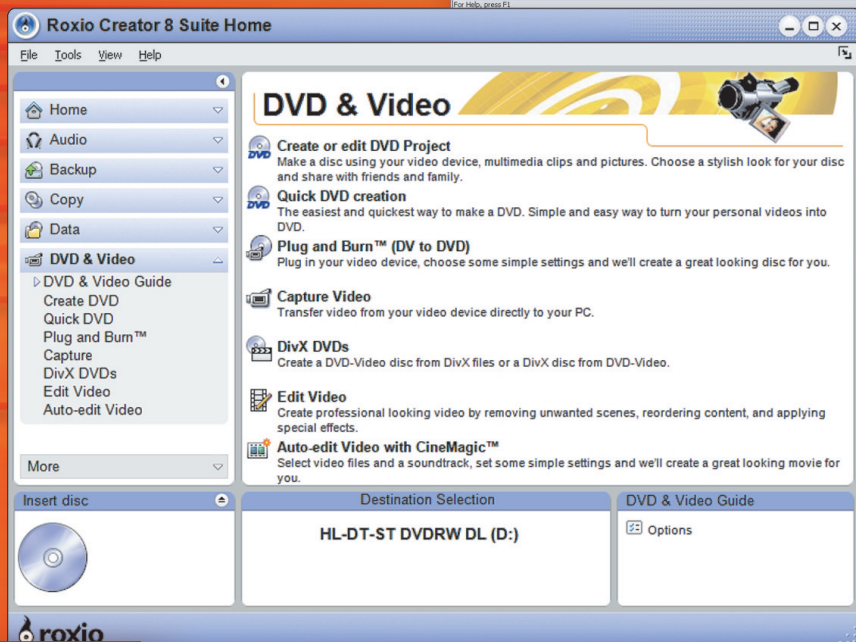 For Help, press F1
Roxio Creator 8 Suite Home
File Tools View Help
Home
Audio
Backup
Copy
Data
DVD & Video
DVD & Video Guide
Create DVD
Quick DVD
Plug and Burn™
Capture
DivX DVDs
Edit Video
Auto-edit Video
More
DVD & Video
Create or edit DVD Project
Make a disc using your video device, multimedia clips and pictures. Choose a stylish look for your disc
and share with friends and family.
Quick DVD creation
The easiest and quickest way to make a DVD. Simple and easy way to turn your personal videos into
DVD.
Plug and Burn™ (DV to DVD)
Plug in your video device, choose some simple settings and we'll create a great looking disc for you.
Capture Video
Transfer video from your video device directly to your PC.
DivX DVDs
Create a DVD-Video disc from DivX files or a DivX disc from DVD-Video.
Edit Video
Create professional looking video by removing unwanted scenes, reordering content, and applying
special effects.
Auto-edit Video with CineMagic™
Select video files and a soundtrack, set some simple settings and we'll create a great looking movie for
you.
Insert disc
Destination Selection
HL-DT-ST DVDRW DL (D:)
DVD & Video Guide
Options
roxio